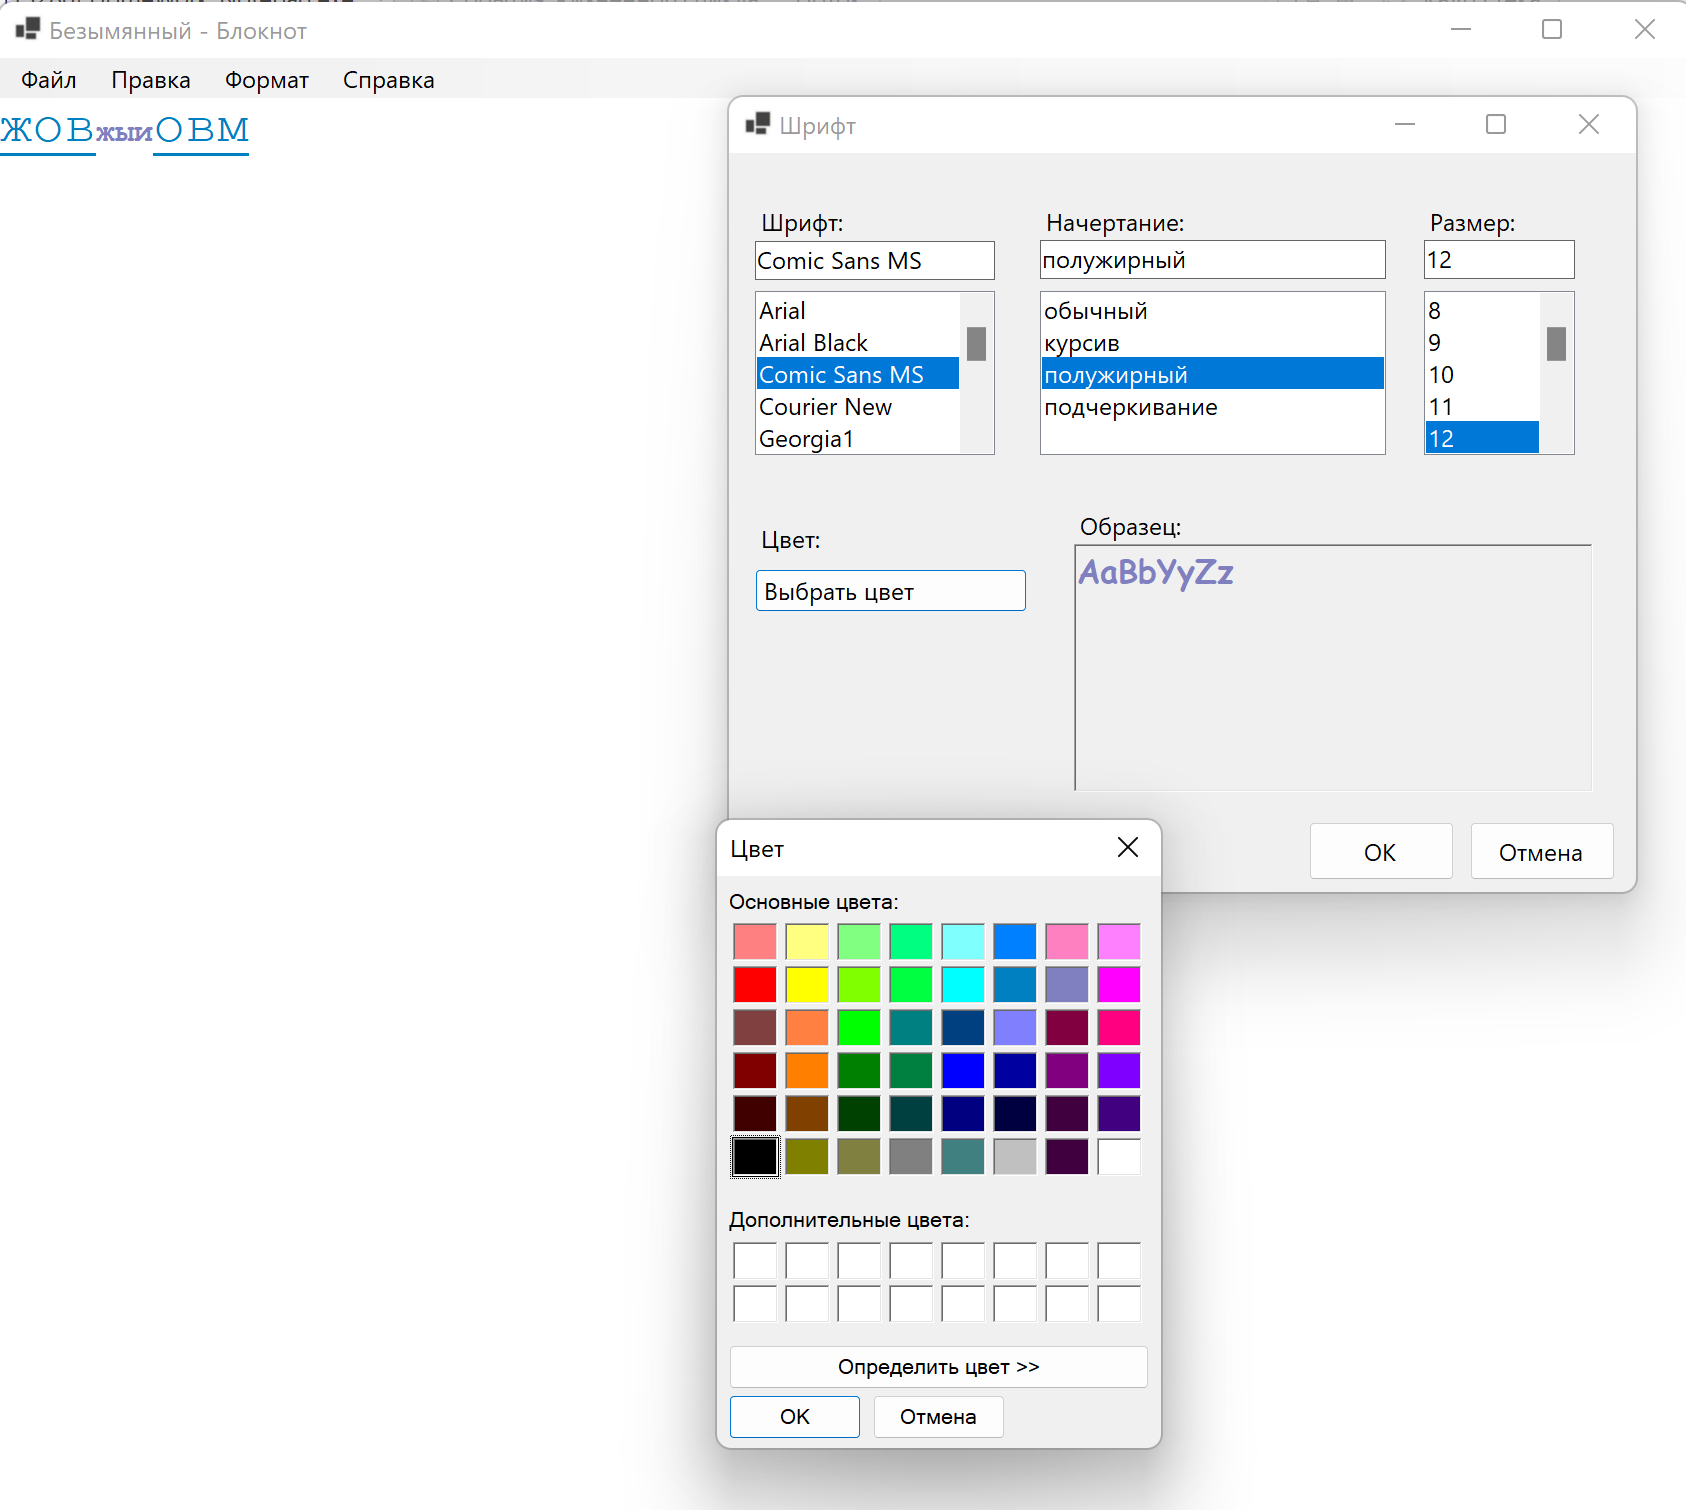 Безымянный - Блокнот
Файл Правка Формат Справка
ЖОВжыиОВМ
Шрифт
Шрифт: Начертание: Размер:
Comic Sans MS полужирный 12
Arial обычный 8
Arial Black курсив 9
Comic Sans MS полужирный 10
Courier New подчеркивание 11
Georgia1 12
Цвет: Образец:
Выбрать цвет AaBbYyZz
ОК Отмена
Цвет
Основные цвета:
Дополнительные цвета:
Определить цвет >>
ОК Отмена